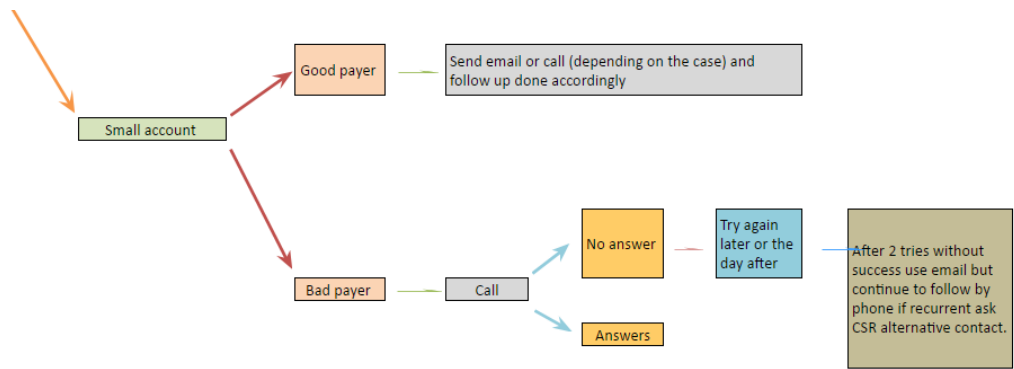 Good payer
Send email or call (depending on the case) and
follow up done accordingly
Small account
No answer
Try again
later or the
day after
After 2 tries without
success use email but
continue to follow by
phone if recurrent ask
CSR alternative contact.
Bad payer
Call
Answers